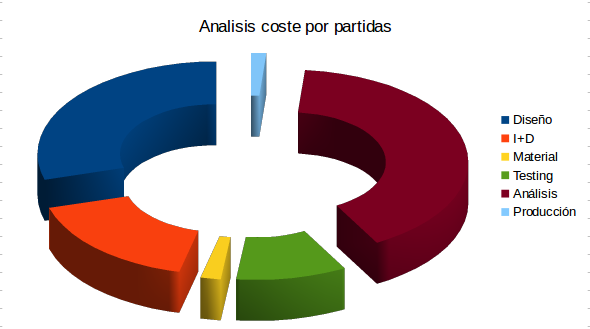 Analisis coste por partidas
Diseño
I+D
Material
Testing
Análisis
Producción